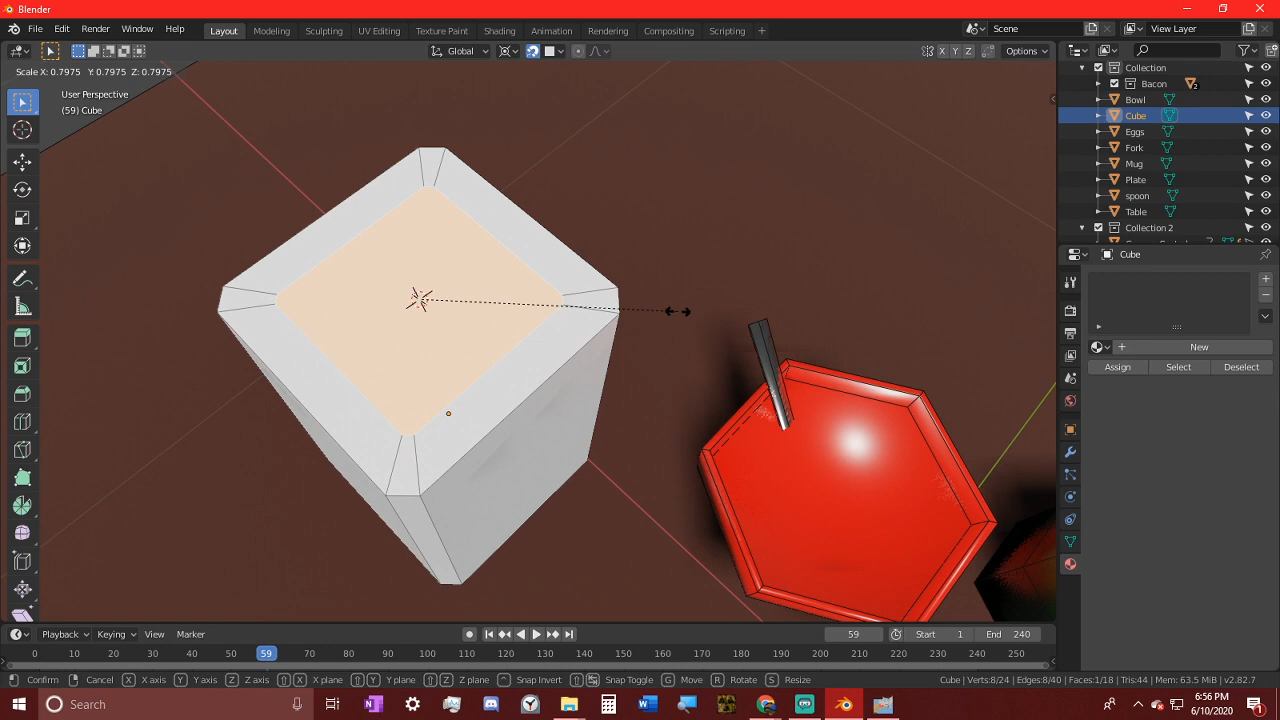 Blender
File Edit Render Window Help
Layout Modeling Sculpting UV Editing Texture Paint Shading Animation Rendering Compositing Scripting +
Scene View Layer
Global Options
X Y Z
Scale X: 0.7975 Y: 0.7975 Z: 0.7975
User Perspective
(59) Cube
Collection
Bacon 2
Bowl
Cube
Eggs
Fork
Mug
Plate
spoon
Table
Collection 2
Cube
New
Assign Select Deselect
Playback Keying View Marker 59 Start 1 End 240
0 10 20 30 40 50 59 70 80 90 100 110 120 130 140 150 160 170 180 190 200 210 220 230 240 250
Confirm Cancel X X axis Y Y axis Z Z axis X X plane Y Y plane Z Z plane Snap Invert Snap Toggle G Move R Rotate S Resize Cube | Verts:8/24 | Edges:8/40 | Faces:1/18 | Tris:44 | Mem: 63.5 MiB | v2.82.7
Search 6:56 PM
6/10/2020